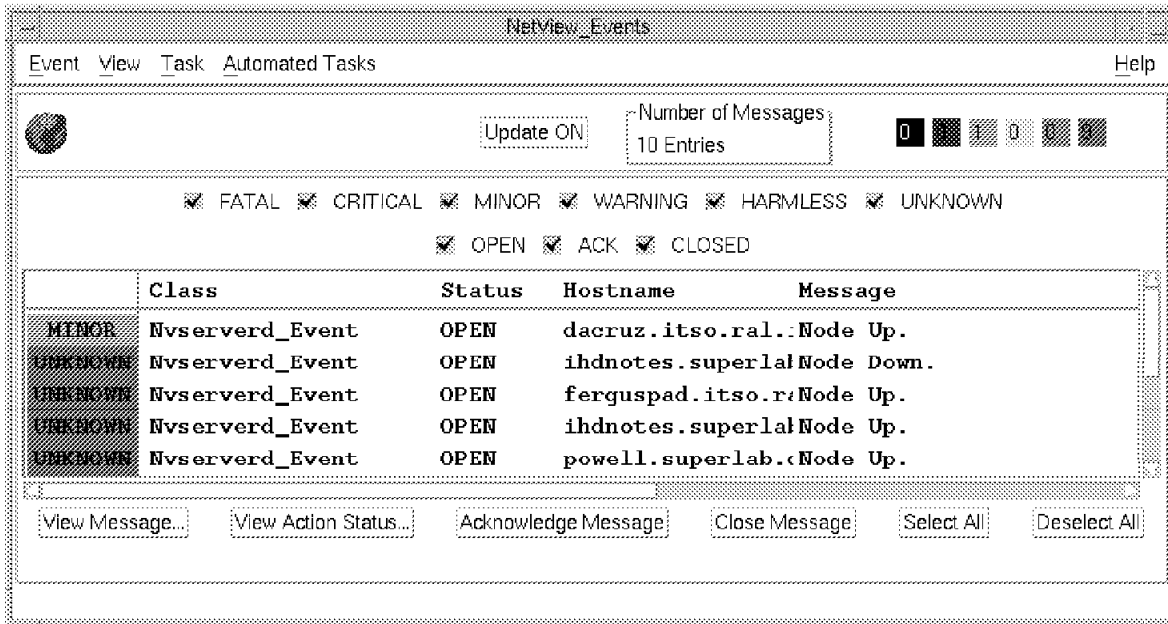 NetView_Events
Event View Task Automated Tasks Help
Number of Messages
Update ON
10 Entries
0 1 0 9
FATAL CRITICAL MINOR WARNING HARMLESS UNKNOWN
OPEN ACK CLOSED
Class Status Hostname Message
MINOR Nvserverd_Event OPEN dacruz.itso.ral. Node Up.
UNKNOWN Nvserverd_Event OPEN ihdnotes.superlab Node Down.
UNKNOWN Nvserverd_Event OPEN ferguspad.itso.ra Node Up.
UNKNOWN Nvserverd_Event OPEN ihdnotes.superlab Node Up.
UNKNOWN Nvserverd_Event OPEN powell.superlab. Node Up.
View Message... View Action Status... Acknowledge Message Close Message Select All Deselect All